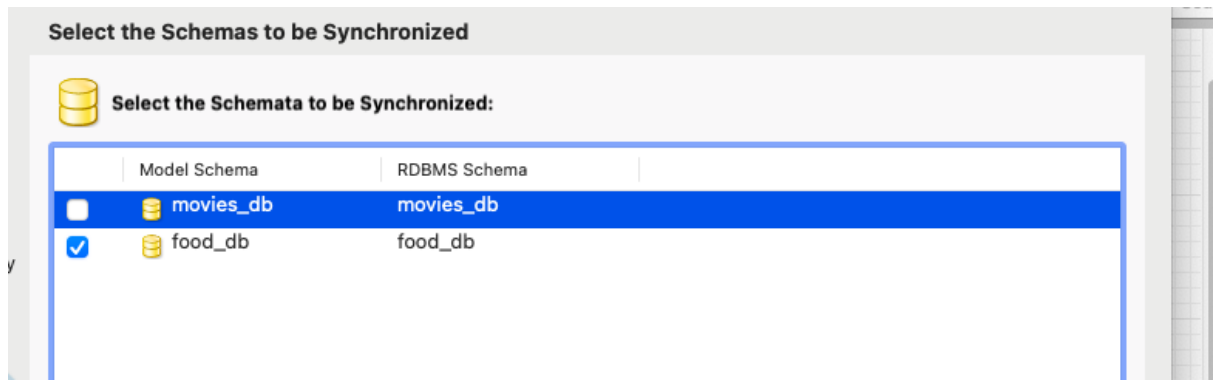 Select the Schemas to be Synchronized
Select the Schemata to be Synchronized:
Model Schema RDBMS Schema
movies_db movies_db
food_db food_db
y